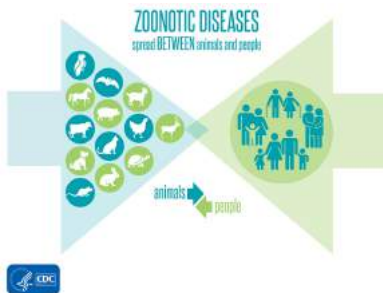 ZOONOTIC DISEASES
spread BETWEEN animals and people
animals
people
CDC